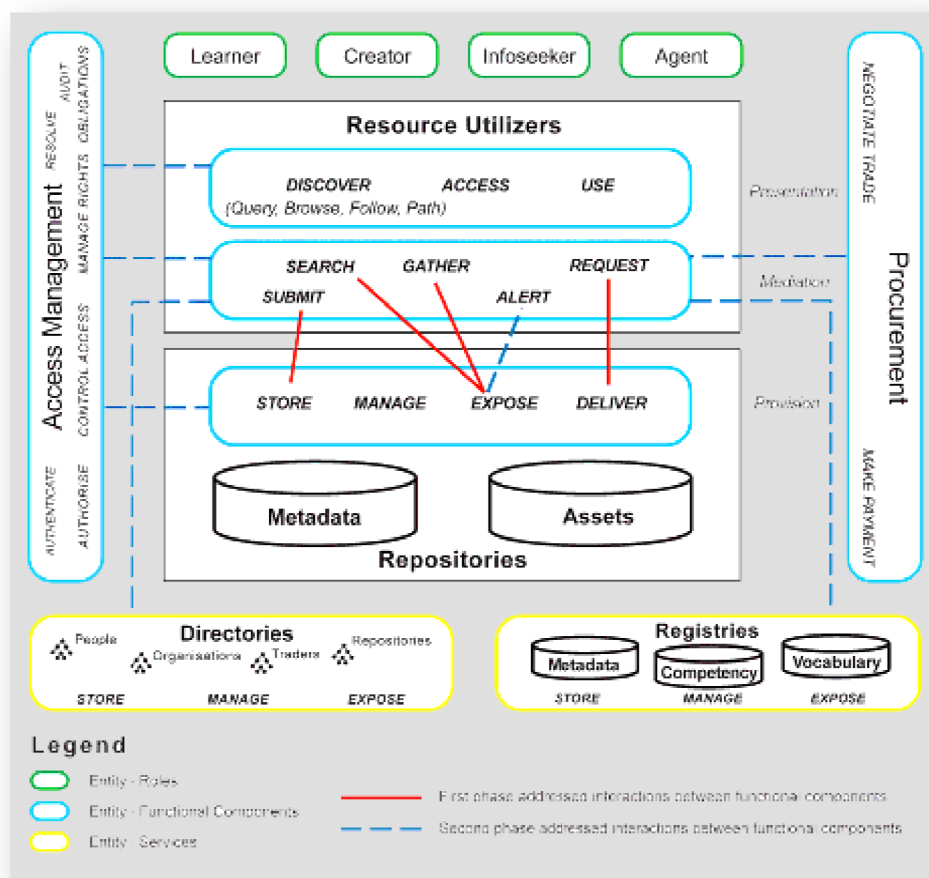 Learner
Creator
Infoseeker
Agent
Access Management
AUDIT
RESOLVE OBLIGATIONS
MANAGE RIGHTS
CONTROL ACCESS
AUTHENTICATE
AUTHORISE
Resource Utilizers
DISCOVER ACCESS USE
(Query, Browse, Follow, Path)
SEARCH GATHER REQUEST
SUBMIT ALERT
STORE MANAGE EXPOSE DELIVER
Metadata
Assets
Repositories
Presentation
Mediation
Provision
NEGOTIATE TRADE
Procurement
MAKE PAYMENT
Directories
People
Organisations
Traders
Repositories
STORE MANAGE EXPOSE
Registries
Metadata
Competency
Vocabulary
STORE MANAGE EXPOSE
Legend
Entity - Roles
Entity - Functional Components
Entity - Services
First phase addressed interactions between functional components
Second phase addressed interactions between functional components